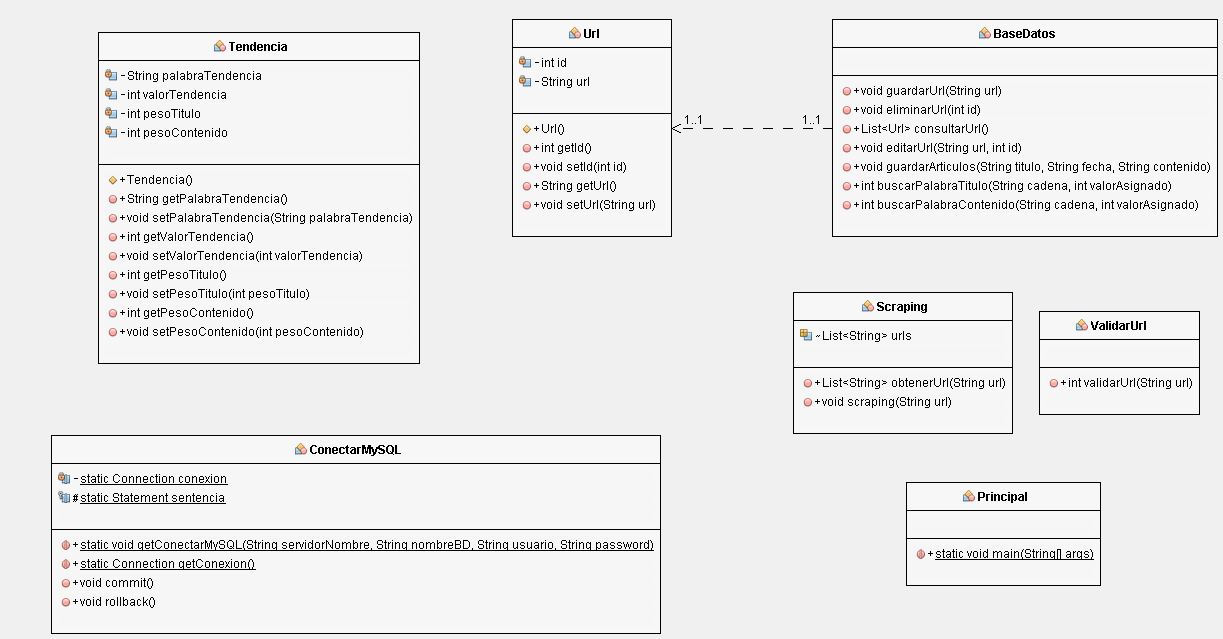 Tendencia
-String palabraTendencia
-int valorTendencia
-int pesoTitulo
-int pesoContenido
+Tendencia()
+String getPalabraTendencia()
+void setPalabraTendencia(String palabraTendencia)
+int getValorTendencia()
+void setValorTendencia(int valorTendencia)
+int getPesoTitulo()
+void setPesoTitulo(int pesoTitulo)
+int getPesoContenido()
+void setPesoContenido(int pesoContenido)
Url
-int id
-String url
+Url()
+int getId()
+void setId(int id)
+String getUrl()
+void setUrl(String url)
1..1
1..1
BaseDatos
+void guardarUrl(String url)
+void eliminarUrl(int id)
+List<Url> consultarUrl()
+void editarUrl(String url, int id)
+void guardarArticulos(String titulo, String fecha, String contenido)
+int buscarPalabraTitulo(String cadena, int valorAsignado)
+int buscarPalabraContenido(String cadena, int valorAsignado)
Scraping
~List<String> urls
+List<String> obtenerUrl(String url)
+void scraping(String url)
ValidarUrl
+int validarUrl(String url)
ConectarMySQL
-static Connection conexion
#static Statement sentencia
+static void getConectarMySQL(String servidorNombre, String nombreBD, String usuario, String password)
+static Connection getConexion()
+void commit()
+void rollback()
Principal
+static void main(String[] args)